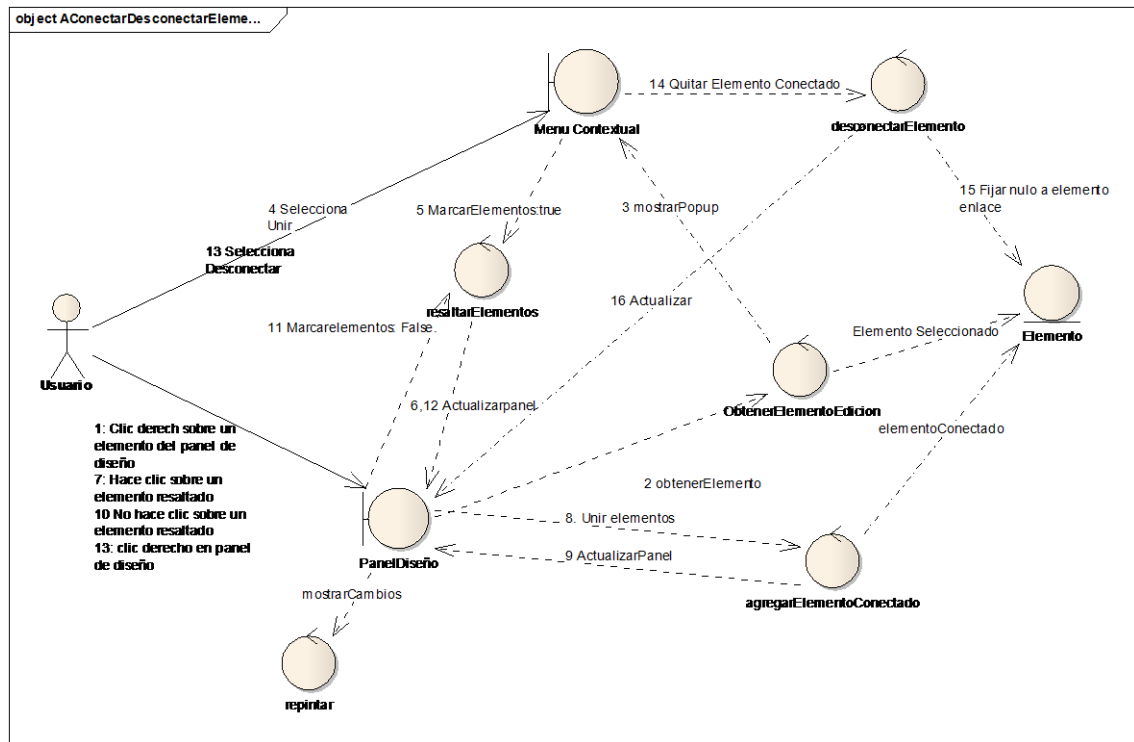 object AConectarDesconectarEleme...
14 Quitar Elemento Conectado
Menu Contextual
desconectarElemento
15 Fijar nulo a elemento
enlace
4 Selecciona
Unir
5 MarcarElementos:true
3 mostrarPopup
13 Selecciona
Desconectar
resaltarElementos
16 Actualizar
11 Marcarelementos: False.
Elemento Seleccionado
Elemento
Usuario
6,12 Actualizarpanel
ObtenerElementoEdicion
1: Clic derech sobre un
elemento del panel de
diseño
7: Hace clic sobre un
elemento resaltado
10 No hace clic sobre un
elemento resaltado
13: clic derecho en panel
de diseño
elementoConectado
2 obtenerElemento
8. Unir elementos
9 ActualizarPanel
PanelDiseño
agregarElementoConectado
mostrarCambios
repintar